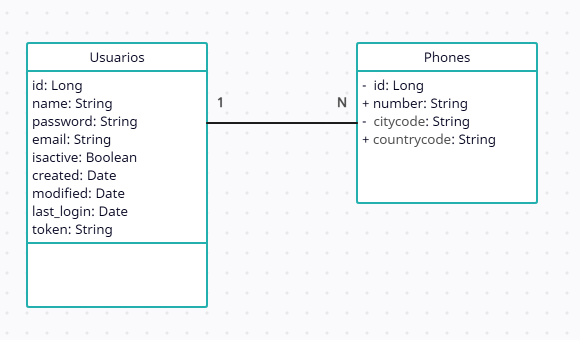 Usuarios
id: Long
name: String
password: String
email: String
isactive: Boolean
created: Date
modified: Date
last_login: Date
token: String
1
N
Phones
- id: Long
+ number: String
- citycode: String
+ countrycode: String